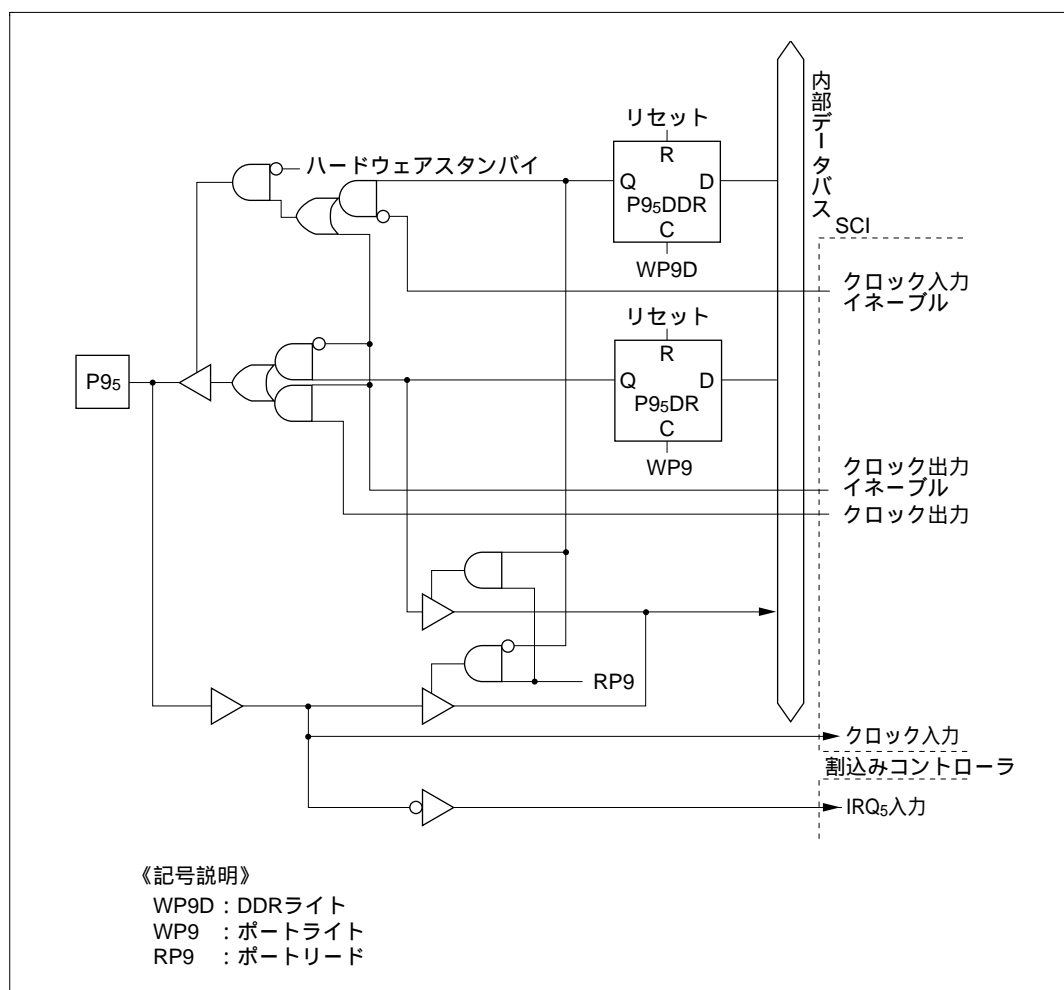 リセット
R
Q D
P9₅DDR
C
WP9D
ハードウェアスタンバイ
内部データバス
SCI
クロック入力
イネーブル
リセット
R
Q D
P9₅DR
C
WP9
P9₅
クロック出力
イネーブル
クロック出力
RP9
クロック入力
割込みコントローラ
IRQ₅入力
《記号説明》
WP9D : DDRライト
WP9 : ポートライト
RP9 : ポートリード